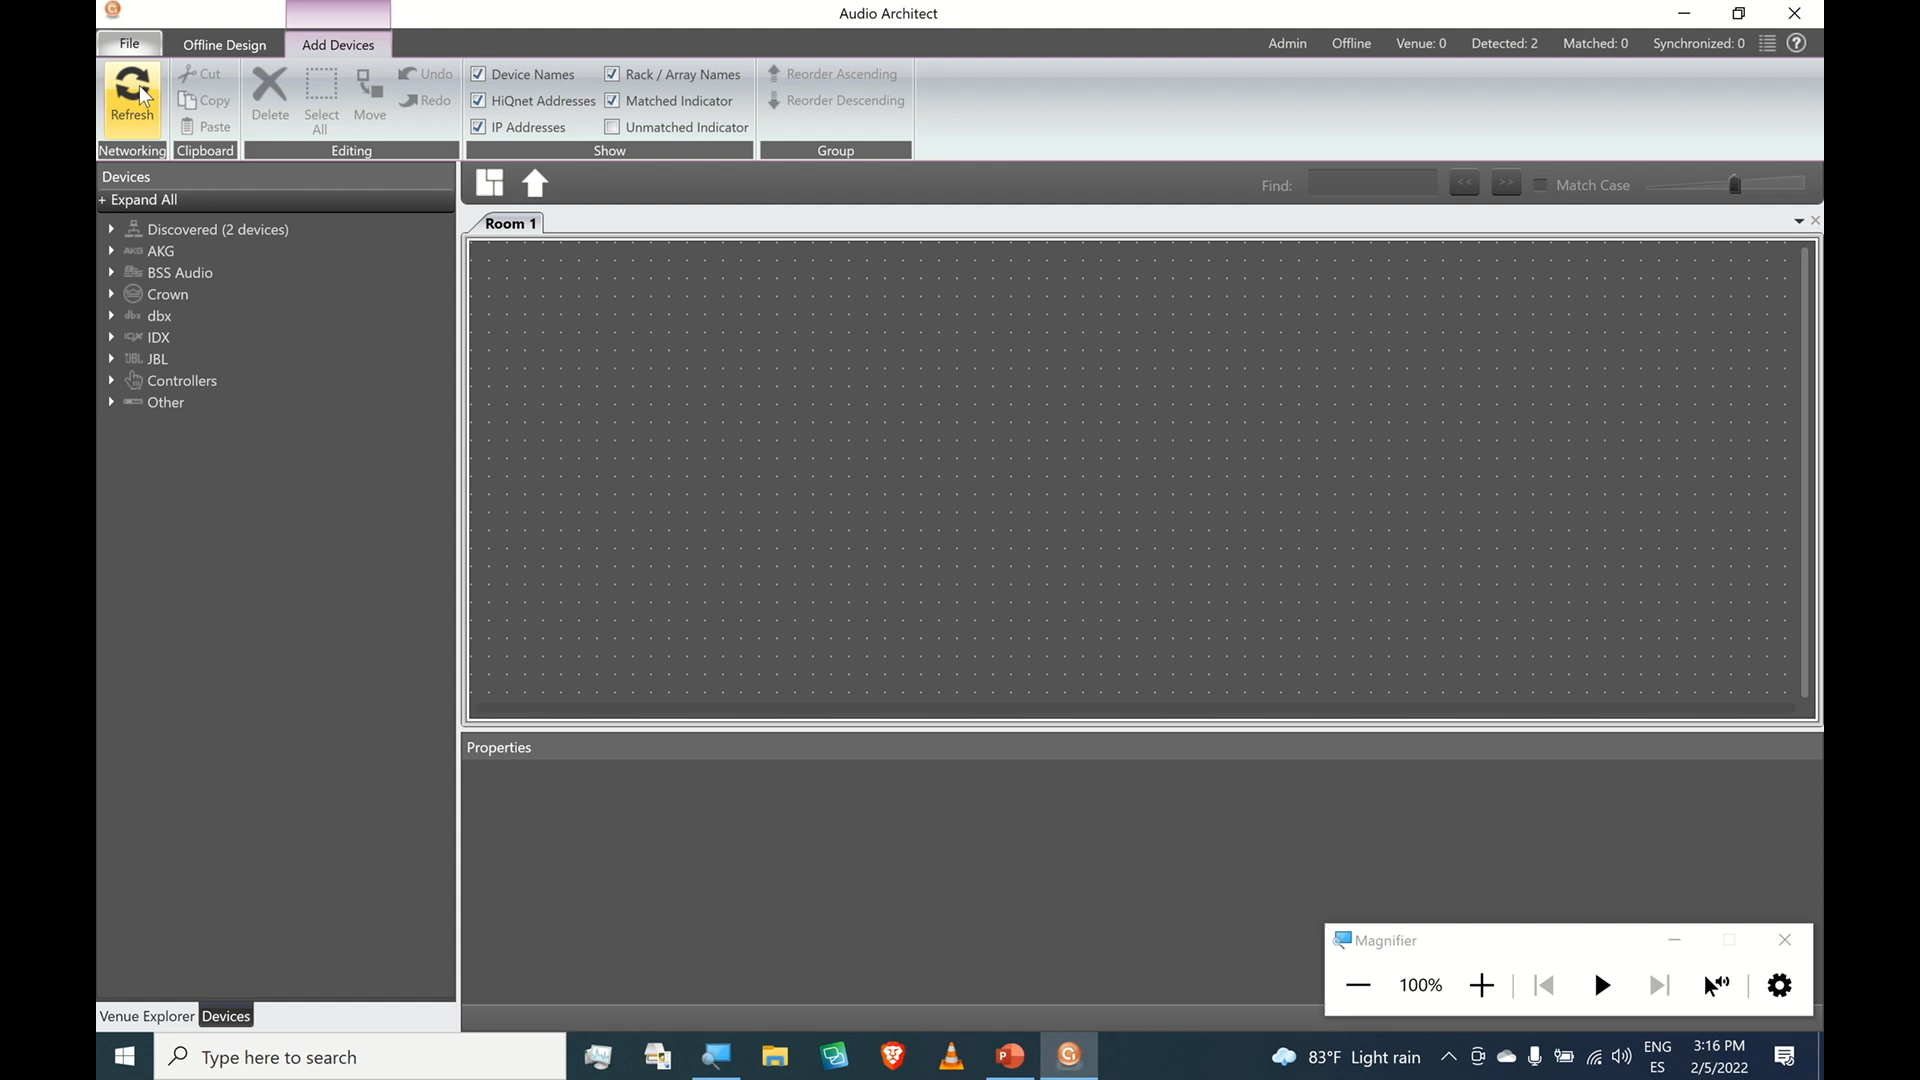 Audio Architect
File Offline Design Add Devices Admin Offline Venue: 0 Detected: 2 Matched: 0 Synchronized: 0
Refresh
Cut
Copy
Paste
Delete
Select All
Move
Undo
Redo
Device Names
HiQnet Addresses
IP Addresses
Rack / Array Names
Matched Indicator
Unmatched Indicator
Reorder Ascending
Reorder Descending
Networking Clipboard Editing Show Group
Devices
+ Expand All
Find: << >> Match Case
Room 1
Discovered (2 devices)
AKG AKG
BSS Audio
Crown
dbx dbx
IDX IDX
JBL JBL
Controllers
Other
Properties
Magnifier
100%
Venue Explorer Devices
Type here to search
83°F Light rain
ENG
ES
3:16 PM
2/5/2022